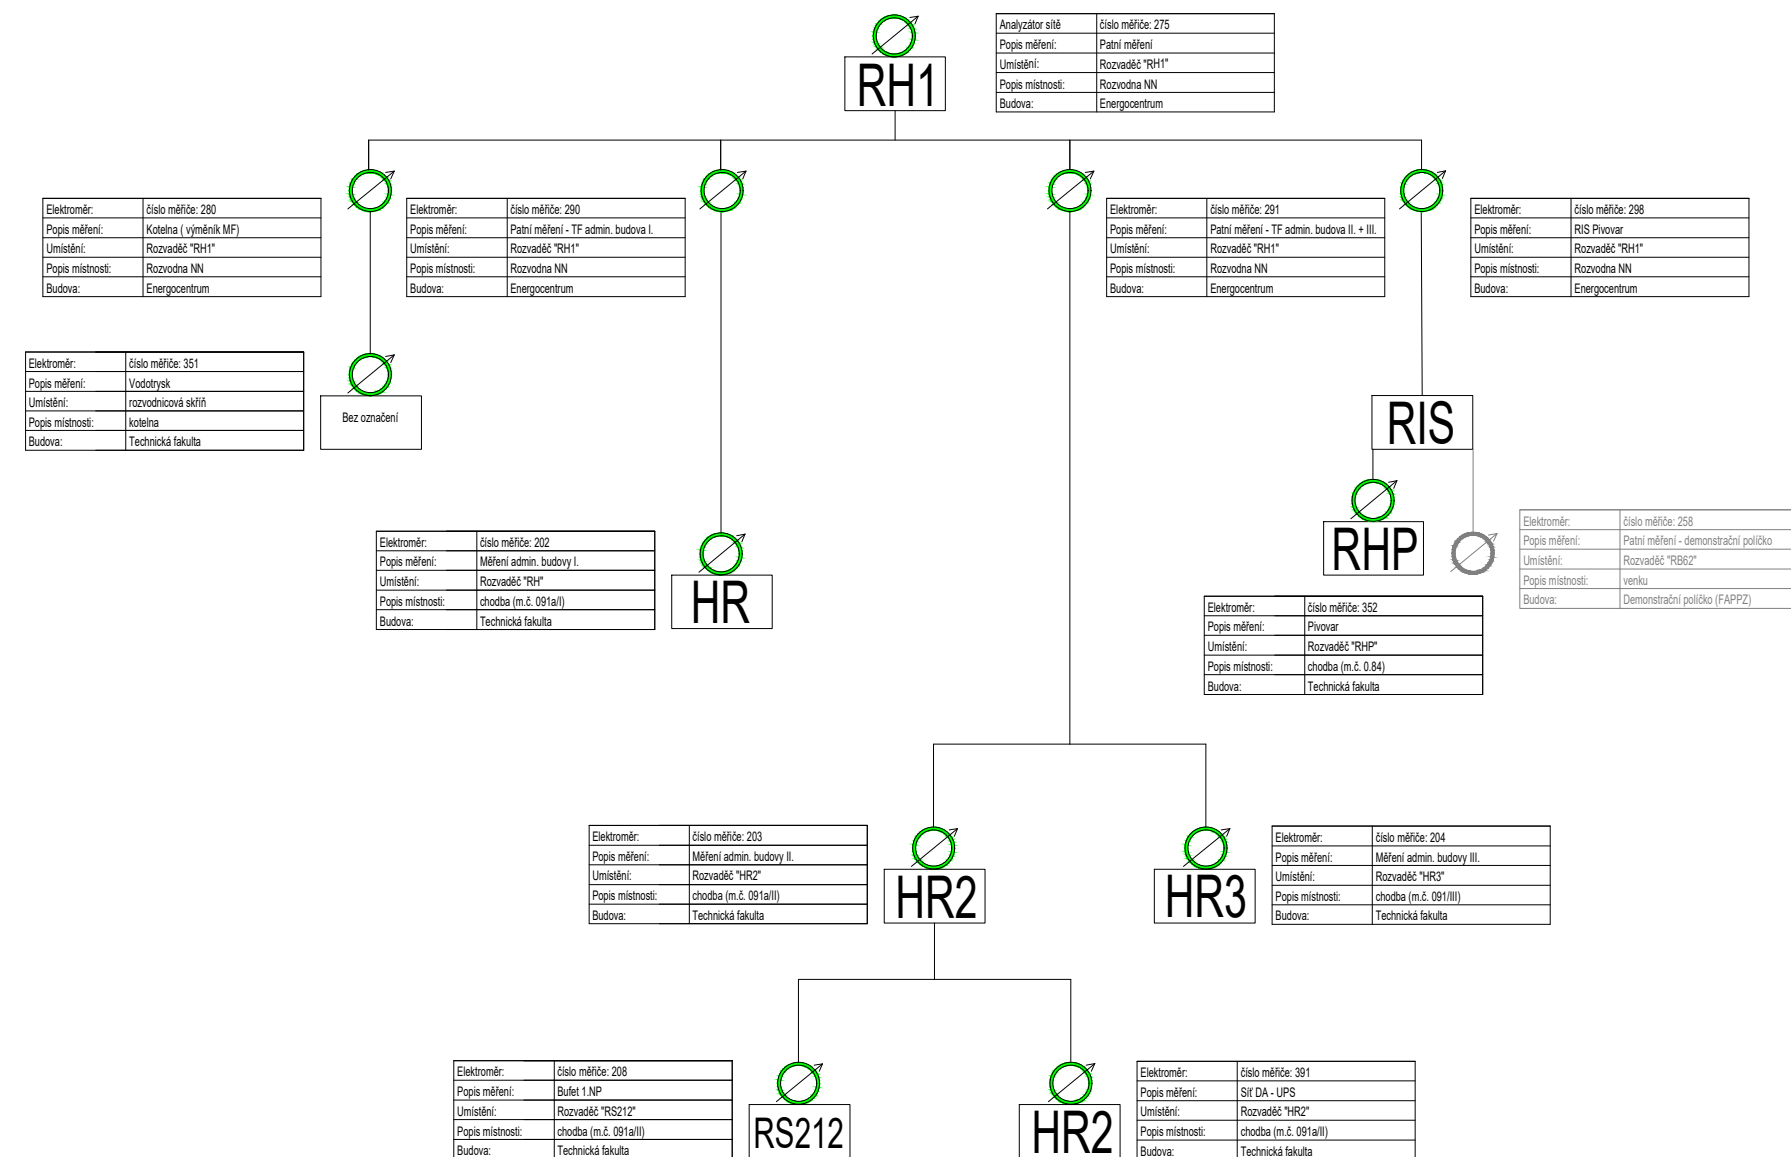 RH1
Analyzátor sítě číslo měřiče: 275
Popis měření: Patní měření
Umístění: Rozvaděč "RH1"
Popis místnosti: Rozvodna NN
Budova: Energocentrum
Elektroměr: číslo měřiče: 280
Popis měření: Kotelna ( výměník MF)
Umístění: Rozvaděč "RH1"
Popis místnosti: Rozvodna NN
Budova: Energocentrum
Elektroměr: číslo měřiče: 290
Popis měření: Patní měření - TF admin. budova I.
Umístění: Rozvaděč "RH1"
Popis místnosti: Rozvodna NN
Budova: Energocentrum
Elektroměr: číslo měřiče: 291
Popis měření: Patní měření - TF admin. budova II. + III.
Umístění: Rozvaděč "RH1"
Popis místnosti: Rozvodna NN
Budova: Energocentrum
Elektroměr: číslo měřiče: 298
Popis měření: RIS Pivovar
Umístění: Rozvaděč "RH1"
Popis místnosti: Rozvodna NN
Budova: Energocentrum
Elektroměr: číslo měřiče: 351
Popis měření: Vodotrysk
Umístění: rozvodnicová skříň
Popis místnosti: kotelna
Budova: Technická fakulta
Bez označení
RIS
RHP
Elektroměr: číslo měřiče: 258
Popis měření: Patní měření - demonstrační políčko
Umístění: Rozvaděč "RB62"
Popis místnosti: venku
Budova: Demonstrační políčko (FAPPZ)
Elektroměr: číslo měřiče: 202
Popis měření: Měření admin. budovy I.
Umístění: Rozvaděč "RH"
Popis místnosti: chodba (m.č. 091a/I)
Budova: Technická fakulta
HR
Elektroměr: číslo měřiče: 352
Popis měření: Pivovar
Umístění: Rozvaděč "RHP"
Popis místnosti: chodba (m.č. 0.84)
Budova: Technická fakulta
Elektroměr: číslo měřiče: 203
Popis měření: Měření admin. budovy II.
Umístění: Rozvaděč "HR2"
Popis místnosti: chodba (m.č. 091a/II)
Budova: Technická fakulta
HR2
HR3
Elektroměr: číslo měřiče: 204
Popis měření: Měření admin. budovy III.
Umístění: Rozvaděč "HR3"
Popis místnosti: chodba (m.č. 091/III)
Budova: Technická fakulta
Elektroměr: číslo měřiče: 208
Popis měření: Bufet 1.NP
Umístění: Rozvaděč "RS212"
Popis místnosti: chodba (m.č. 091a/II)
Budova: Technická fakulta
RS212
HR2
Elektroměr: číslo měřiče: 391
Popis měření: Síť DA - UPS
Umístění: Rozvaděč "HR2"
Popis místnosti: chodba (m.č. 091a/II)
Budova: Technická fakulta